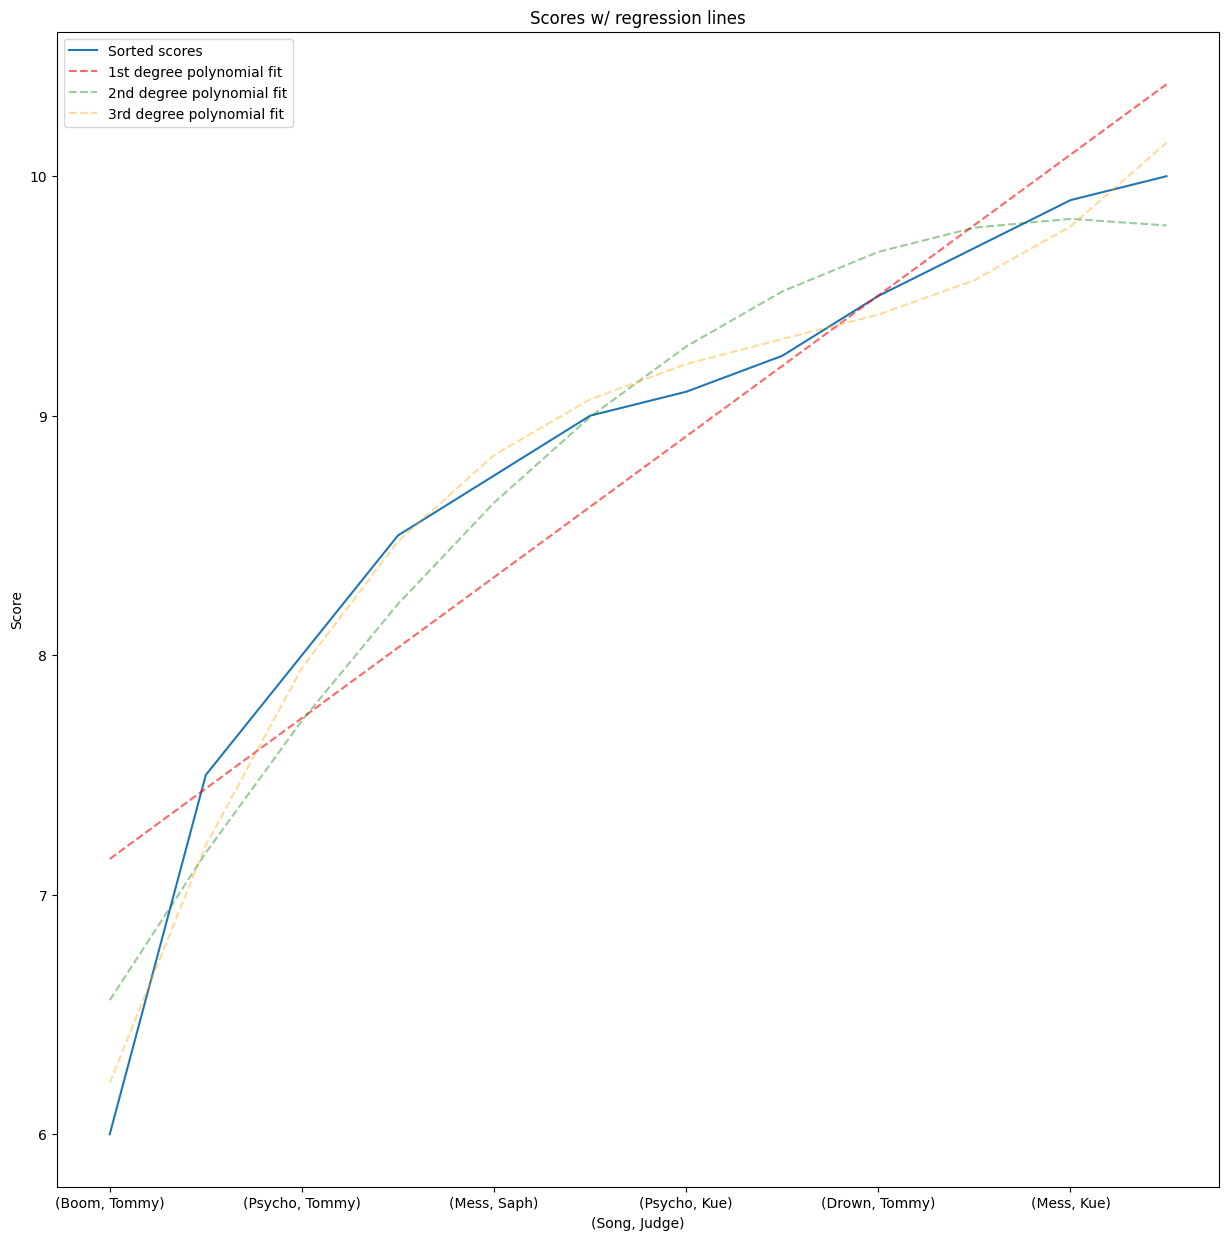 Scores w/ regression lines
Sorted scores
1st degree polynomial fit
2nd degree polynomial fit
3rd degree polynomial fit
10
9
8
7
6
Score
(Boom, Tommy) (Psycho, Tommy) (Mess, Saph) (Psycho, Kue) (Drown, Tommy) (Mess, Kue)
(Song, Judge)